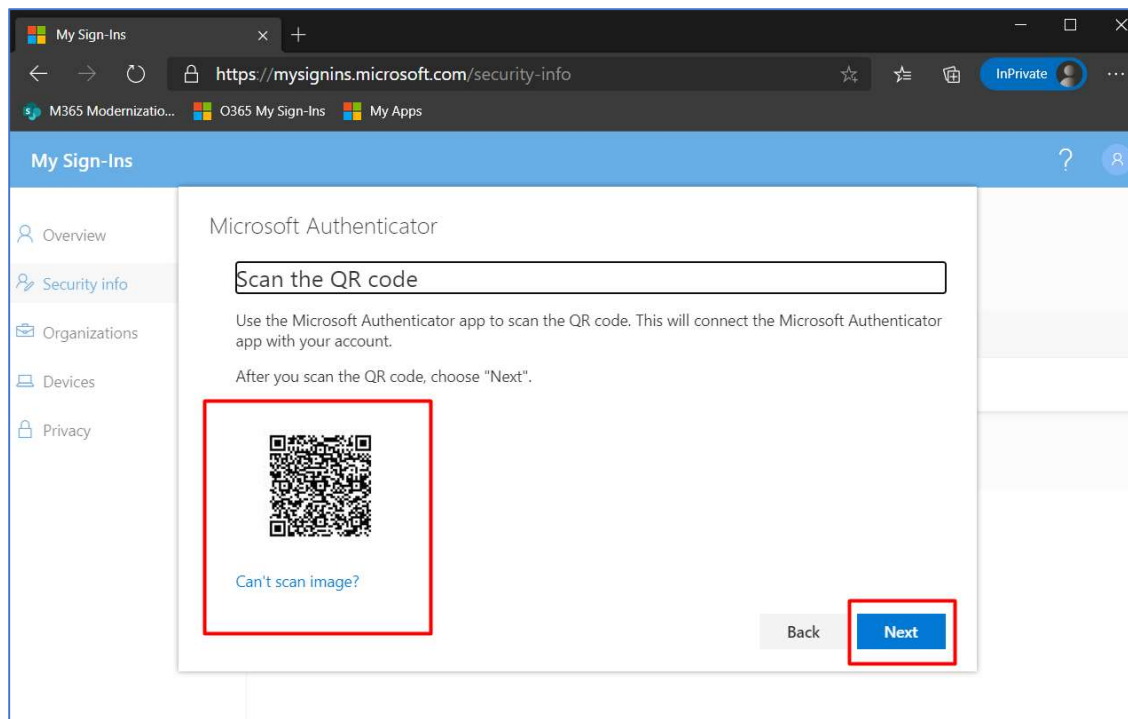 My Sign-Ins
https://mysignins.microsoft.com/security-info
InPrivate
M365 Modernizatio...
O365 My Sign-Ins
My Apps
My Sign-Ins
?
Overview
Security info
Organizations
Devices
Privacy
Microsoft Authenticator
Scan the QR code
Use the Microsoft Authenticator app to scan the QR code. This will connect the Microsoft Authenticator
app with your account.
After you scan the QR code, choose "Next".
Can't scan image?
Back
Next